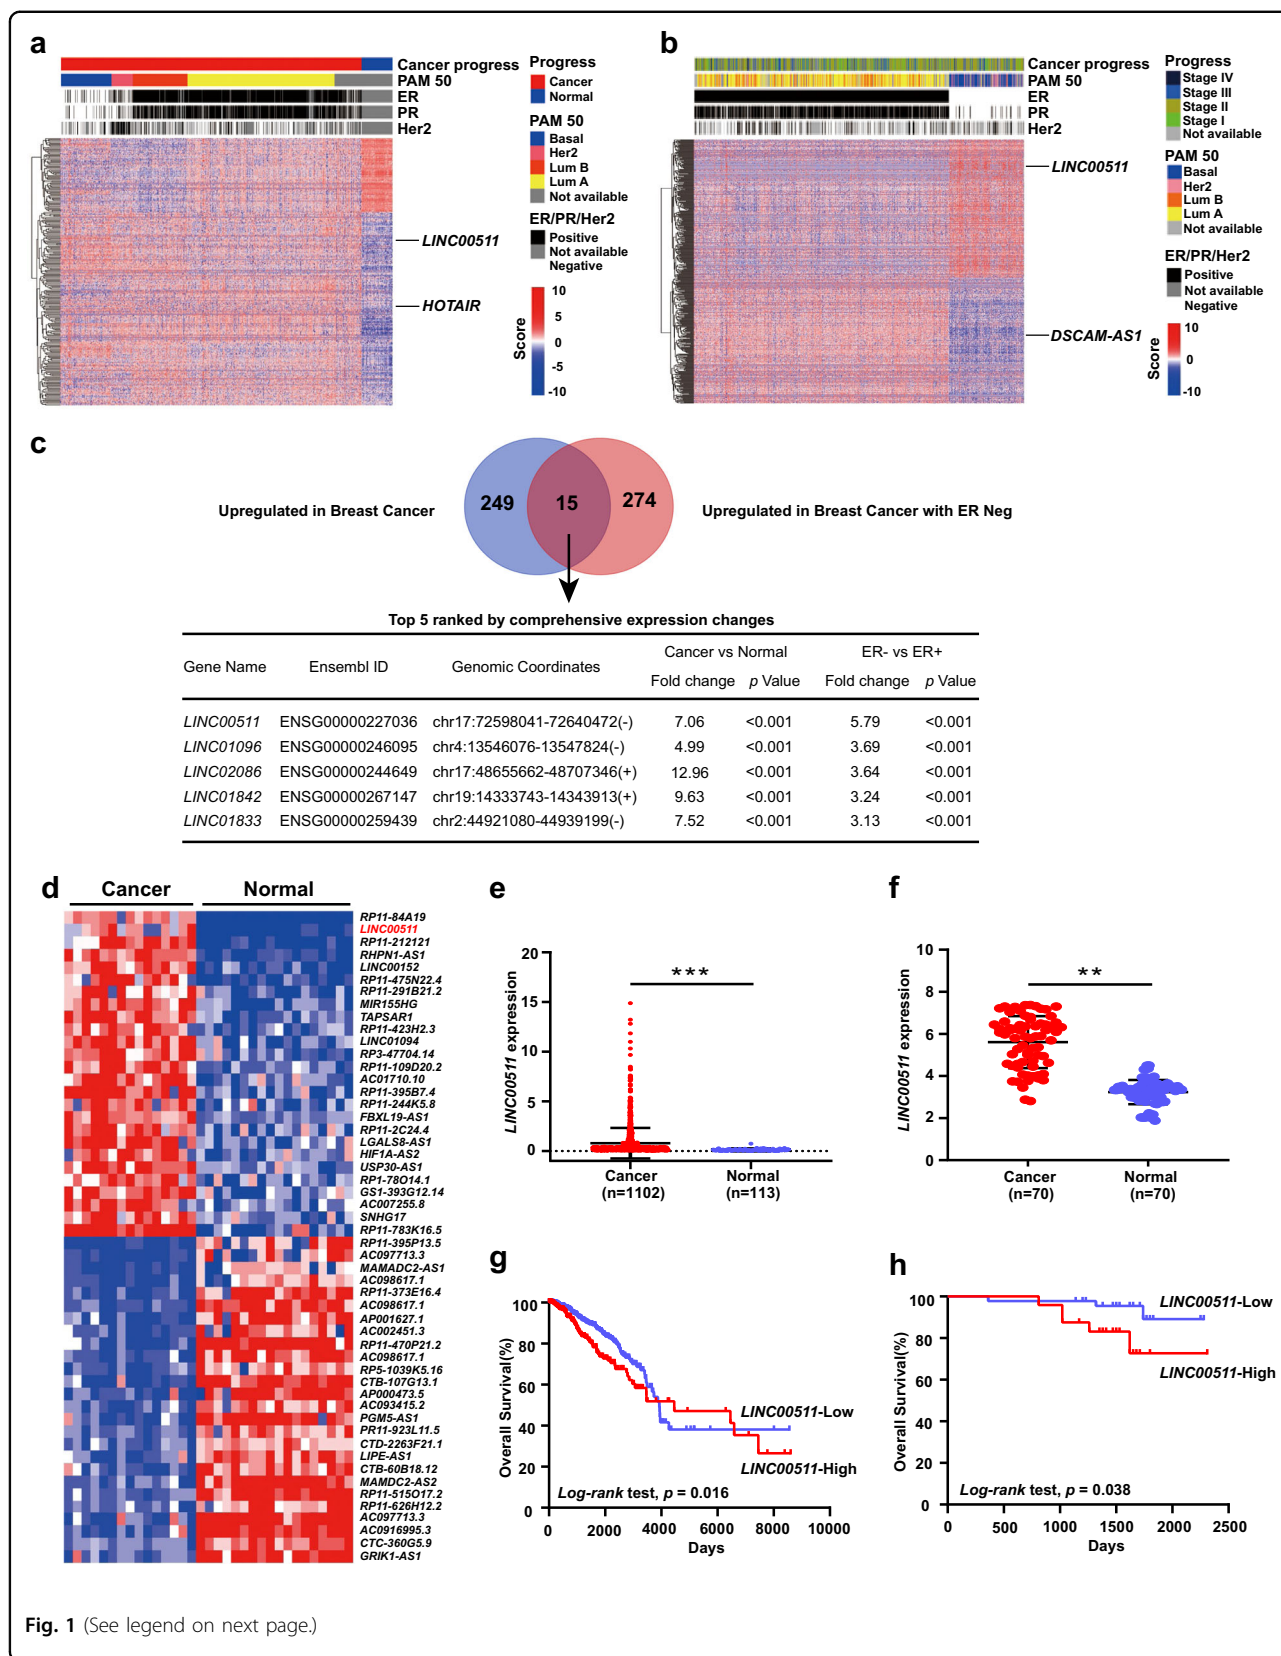 a
Cancer progress
PAM 50
ER
PR
Her2
Progress
Cancer
Normal
PAM 50
Basal
Her2
Lum B
Lum A
Not available
ER/PR/Her2
Positive
Not available
Negative
LINC00511
HOTAIR
Score
10
5
0
-5
-10
b
Cancer progress
PAM 50
ER
PR
Her2
Progress
Stage IV
Stage III
Stage II
Stage I
Not available
PAM 50
Basal
Her2
Lum B
Lum A
Not available
ER/PR/Her2
Positive
Not available
Negative
LINC00511
DSCAM-AS1
Score
10
0
-10
c
249 15 274
Upregulated in Breast Cancer
Upregulated in Breast Cancer with ER Neg
Top 5 ranked by comprehensive expression changes
Gene Name Ensembl ID Genomic Coordinates Cancer vs Normal ER- vs ER+
Fold change p Value Fold change p Value
LINC00511 ENSG00000227036 chr17:72598041-72640472(-) 7.06 <0.001 5.79 <0.001
LINC01096 ENSG00000246095 chr4:13546076-13547824(-) 4.99 <0.001 3.69 <0.001
LINC02086 ENSG00000244649 chr17:48655662-48707346(+) 12.96 <0.001 3.64 <0.001
LINC01842 ENSG00000267147 chr19:14333743-14343913(+) 9.63 <0.001 3.24 <0.001
LINC01833 ENSG00000259439 chr2:44921080-44939199(-) 7.52 <0.001 3.13 <0.001
d
Cancer Normal
RP11-84A19
LINC00511
RP11-212121
RHPN1-AS1
LINC00152
RP11-475N22.4
RP11-291B21.2
MIR155HG
TAPSAR1
RP11-423H2.3
LINC01094
RP3-47704.14
RP11-109D20.2
AC01710.10
RP11-395B7.4
RP11-244K5.8
FBXL19-AS1
RP11-2C24.4
LGALS8-AS1
HIF1A-AS2
USP30-AS1
RP1-78O14.1
GS1-393G12.14
AC007255.8
SNHG17
RP11-783K16.5
RP11-395P13.5
AC097713.3
MAMADC2-AS1
AC098617.1
RP11-373E16.4
AC098617.1
AP001627.1
AC002451.3
RP11-470P21.2
AC098617.1
RP5-1039K5.16
CTB-107G13.1
AP000473.5
AC093415.2
PGM5-AS1
PR11-923L11.5
CTD-2263F21.1
LIPE-AS1
CTB-60B18.12
MAMDC2-AS2
RP11-515O17.2
RP11-626H12.2
AC097713.3
AC0916995.3
CTC-360G5.9
GRIK1-AS1
e
LINC00511 expression
20
15
10
5
0
***
Cancer
(n=1102)
Normal
(n=113)
f
LINC00511 expression
10
8
6
4
2
0
**
Cancer
(n=70)
Normal
(n=70)
g
Overall Survival(%)
100
80
60
40
20
0
LINC00511-Low
LINC00511-High
Log-rank test, p = 0.016
0 2000 4000 6000 8000 10000
Days
h
Overall Survival(%)
100
80
60
40
20
0
LINC00511-Low
LINC00511-High
Log-rank test, p = 0.038
0 500 1000 1500 2000 2500
Days
Fig. 1 (See legend on next page.)